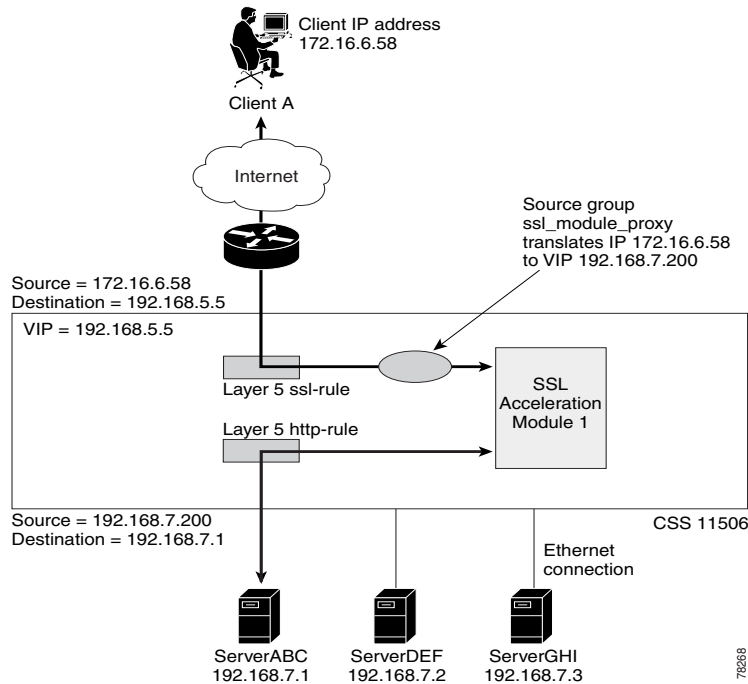 Client IP address
172.16.6.58
Client A
Internet
Source group
ssl_module_proxy
translates IP 172.16.6.58
to VIP 192.168.7.200
Source = 172.16.6.58
Destination = 192.168.5.5
VIP = 192.168.5.5
Layer 5 ssl-rule
SSL
Acceleration
Module 1
Layer 5 http-rule
Source = 192.168.7.200
Destination = 192.168.7.1
CSS 11506
Ethernet
connection
ServerABC
192.168.7.1
ServerDEF
192.168.7.2
ServerGHI
192.168.7.3
78268